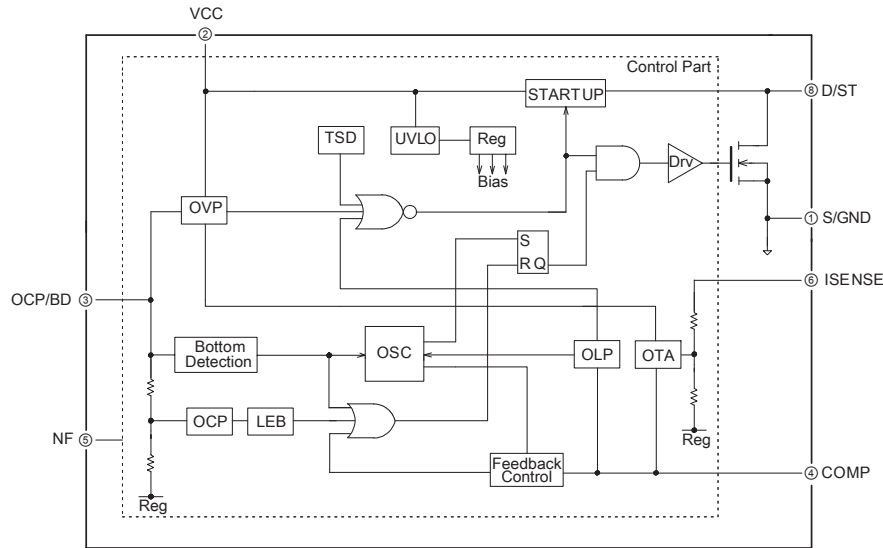 VCC
②
Control Part
STARTUP
⑧ D/ST
TSD
UVLO
Reg
Bias
Drv
OVP
① S/GND
S
R Q
⑥ ISENSE
OCP/BD ③
Bottom
Detection
OSC
OLP
OTA
OCP
LEB
NF ⑤
Reg
Feedback
Control
④ COMP
Reg